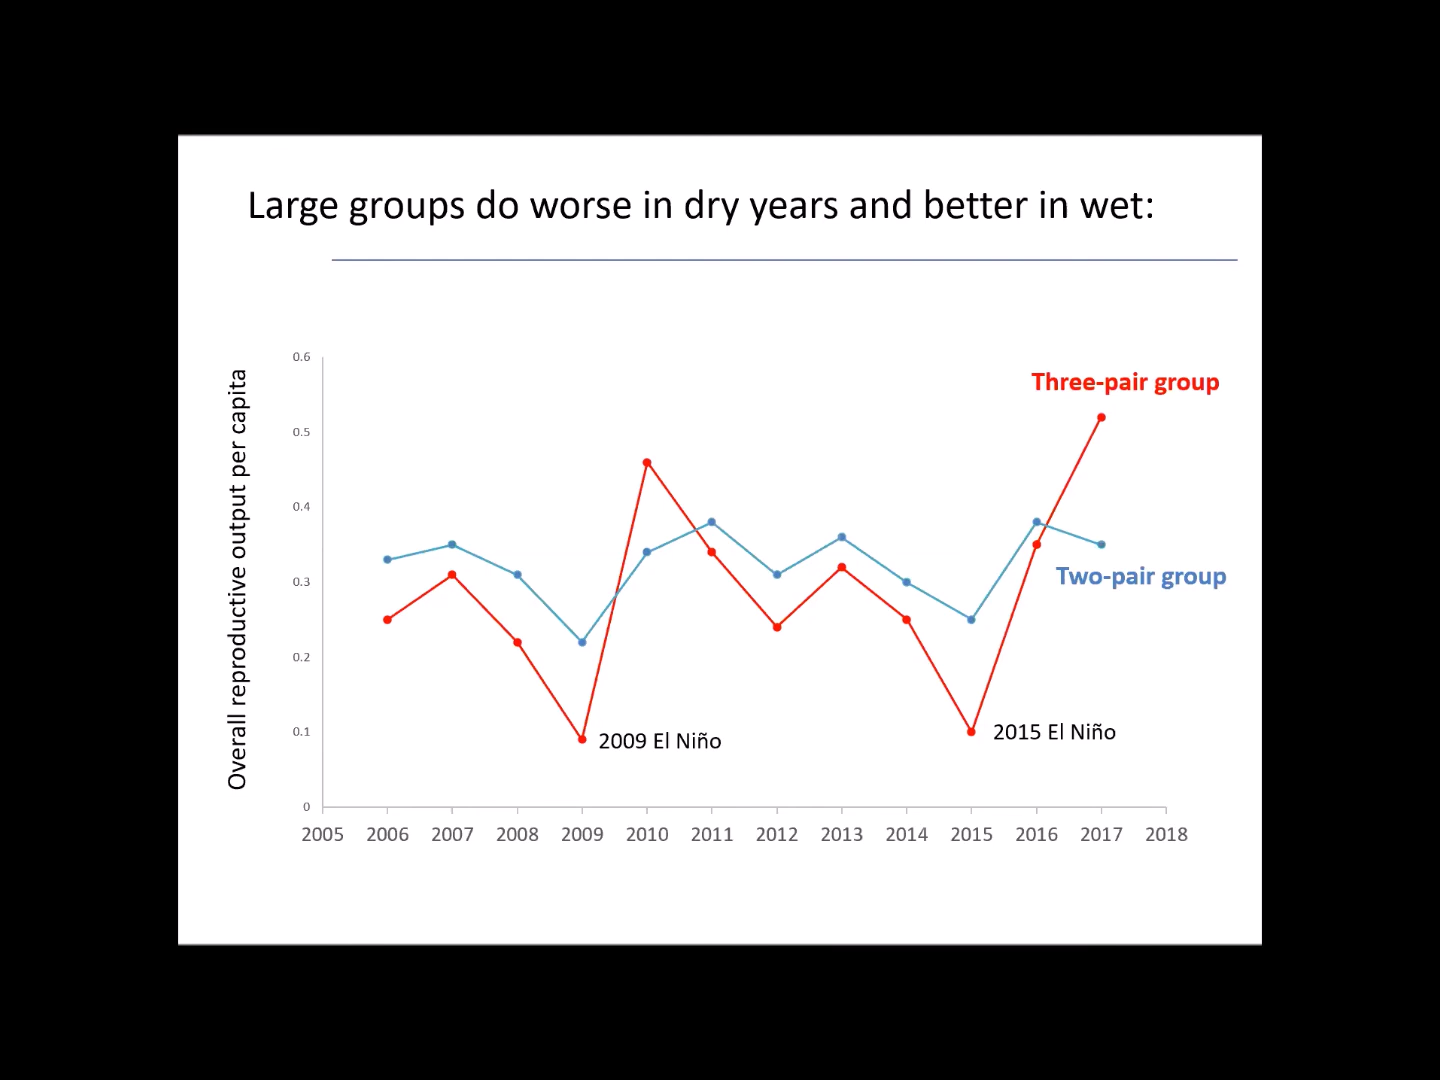 Large groups do worse in dry years and better in wet:
Overall reproductive output per capita
0.6
0.5
0.4
0.3
0.2
0.1
0
Three-pair group
Two-pair group
2009 El Niño
2015 El Niño
2005 2006 2007 2008 2009 2010 2011 2012 2013 2014 2015 2016 2017 2018